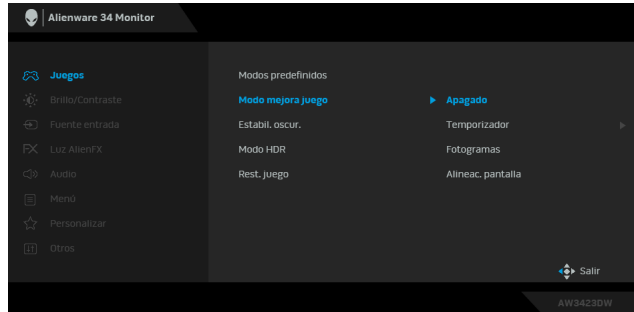 Alienware 34 Monitor
Juegos
Modos predefinidos
Brillo/Contraste
Modo mejora juego
Apagado
Fuente entrada
Estabil. oscur.
Temporizador
FX Luz AlienFX
Modo HDR
Fotogramas
Audio
Rest. juego
Alineac. pantalla
Menú
Personalizar
Otros
Salir
AW3423DW